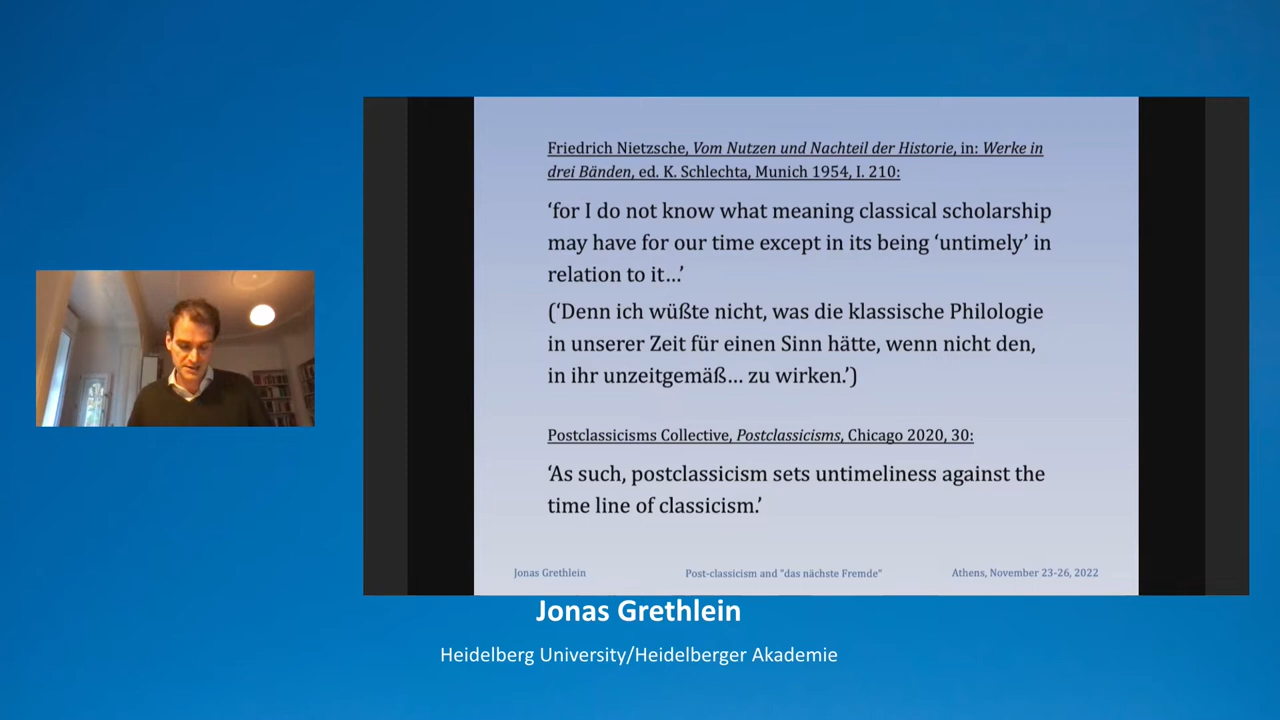 Friedrich Nietzsche, Vom Nutzen und Nachteil der Historie, in: Werke in
drei Bänden, ed. K. Schlechta, Munich 1954, I. 210:
‘for I do not know what meaning classical scholarship
may have for our time except in its being ‘untimely’ in
relation to it…’
(‘Denn ich wüßte nicht, was die klassische Philologie
in unserer Zeit für einen Sinn hätte, wenn nicht den,
in ihr unzeitgemäß… zu wirken.’)
Postclassicisms Collective, Postclassicisms, Chicago 2020, 30:
‘As such, postclassicism sets untimeliness against the
time line of classicism.’
Jonas Grethlein
Post-classicism and "das nächste Fremde"
Athens, November 23-26, 2022
Jonas Grethlein
Heidelberg University/Heidelberger Akademie